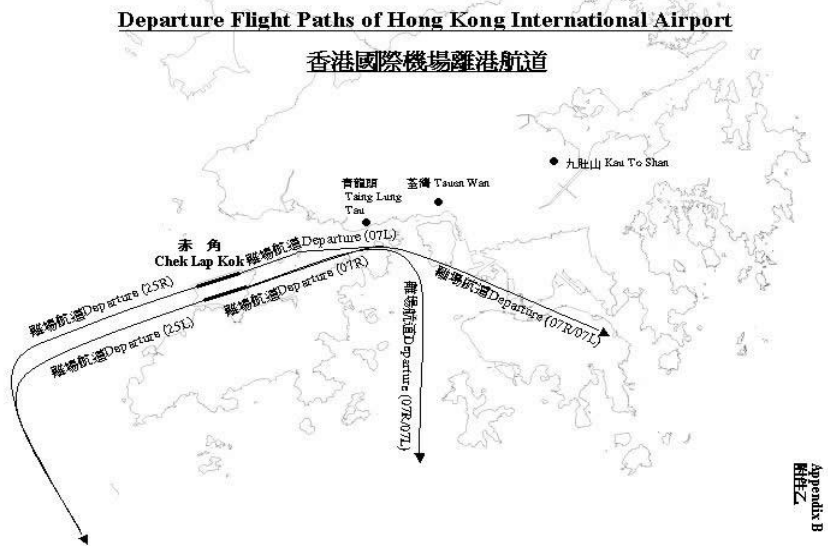 Departure Flight Paths of Hong Kong International Airport
香港國際機場離港航道
九肚山 Kau To Shan
青龍頭
Tsing Lung
Tau
荃灣 Tsuen Wan
赤 角
Chek Lap Kok
離場航道Departure (07L)
離場航道Departure (07R)
離場航道Departure (25R)
離場航道Departure (25L)
離場航道Departure (07R/07L)
離場航道Departure (07R/07L)
Appendix B
附件乙